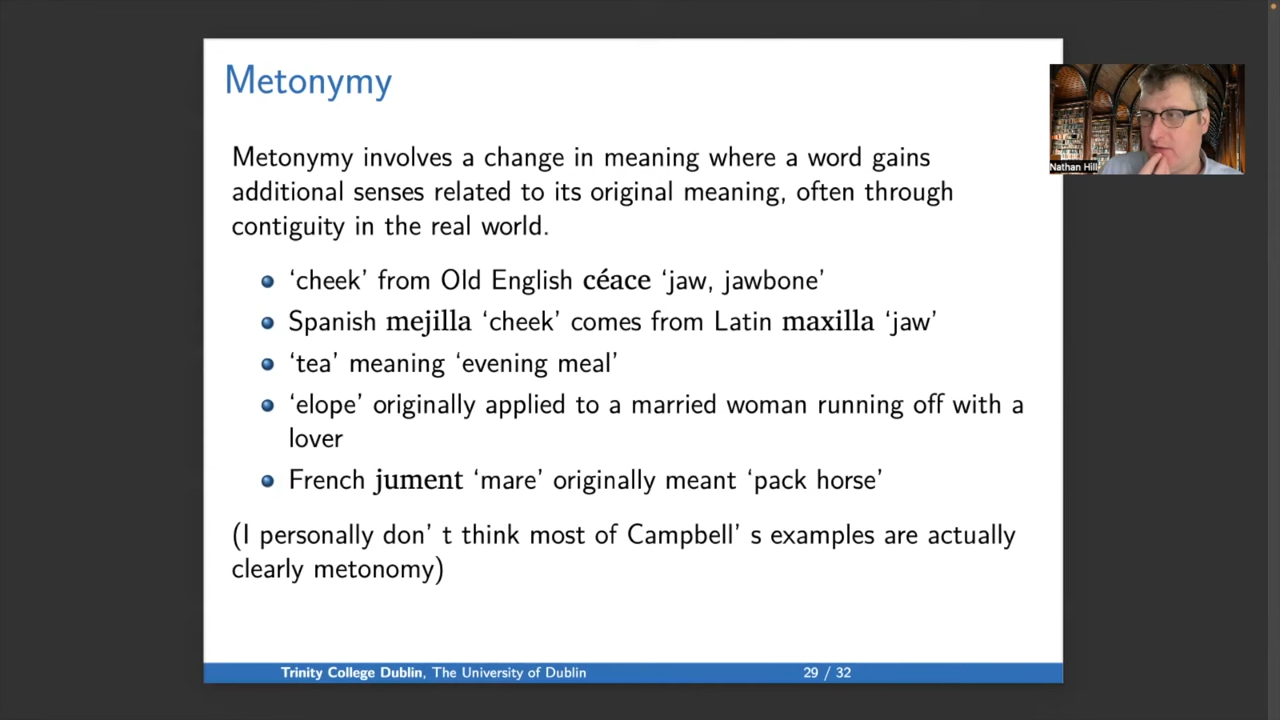 Metonymy
Metonymy involves a change in meaning where a word gains
additional senses related to its original meaning, often through
contiguity in the real world.
‘cheek’ from Old English céace ‘jaw, jawbone’
Spanish mejilla ‘cheek’ comes from Latin maxilla ‘jaw’
‘tea’ meaning ‘evening meal’
‘elope’ originally applied to a married woman running off with a
lover
French jument ‘mare’ originally meant ‘pack horse’
(I personally don’ t think most of Campbell’ s examples are actually
clearly metonomy)
Trinity College Dublin, The University of Dublin
29 / 32
Nathan Hill